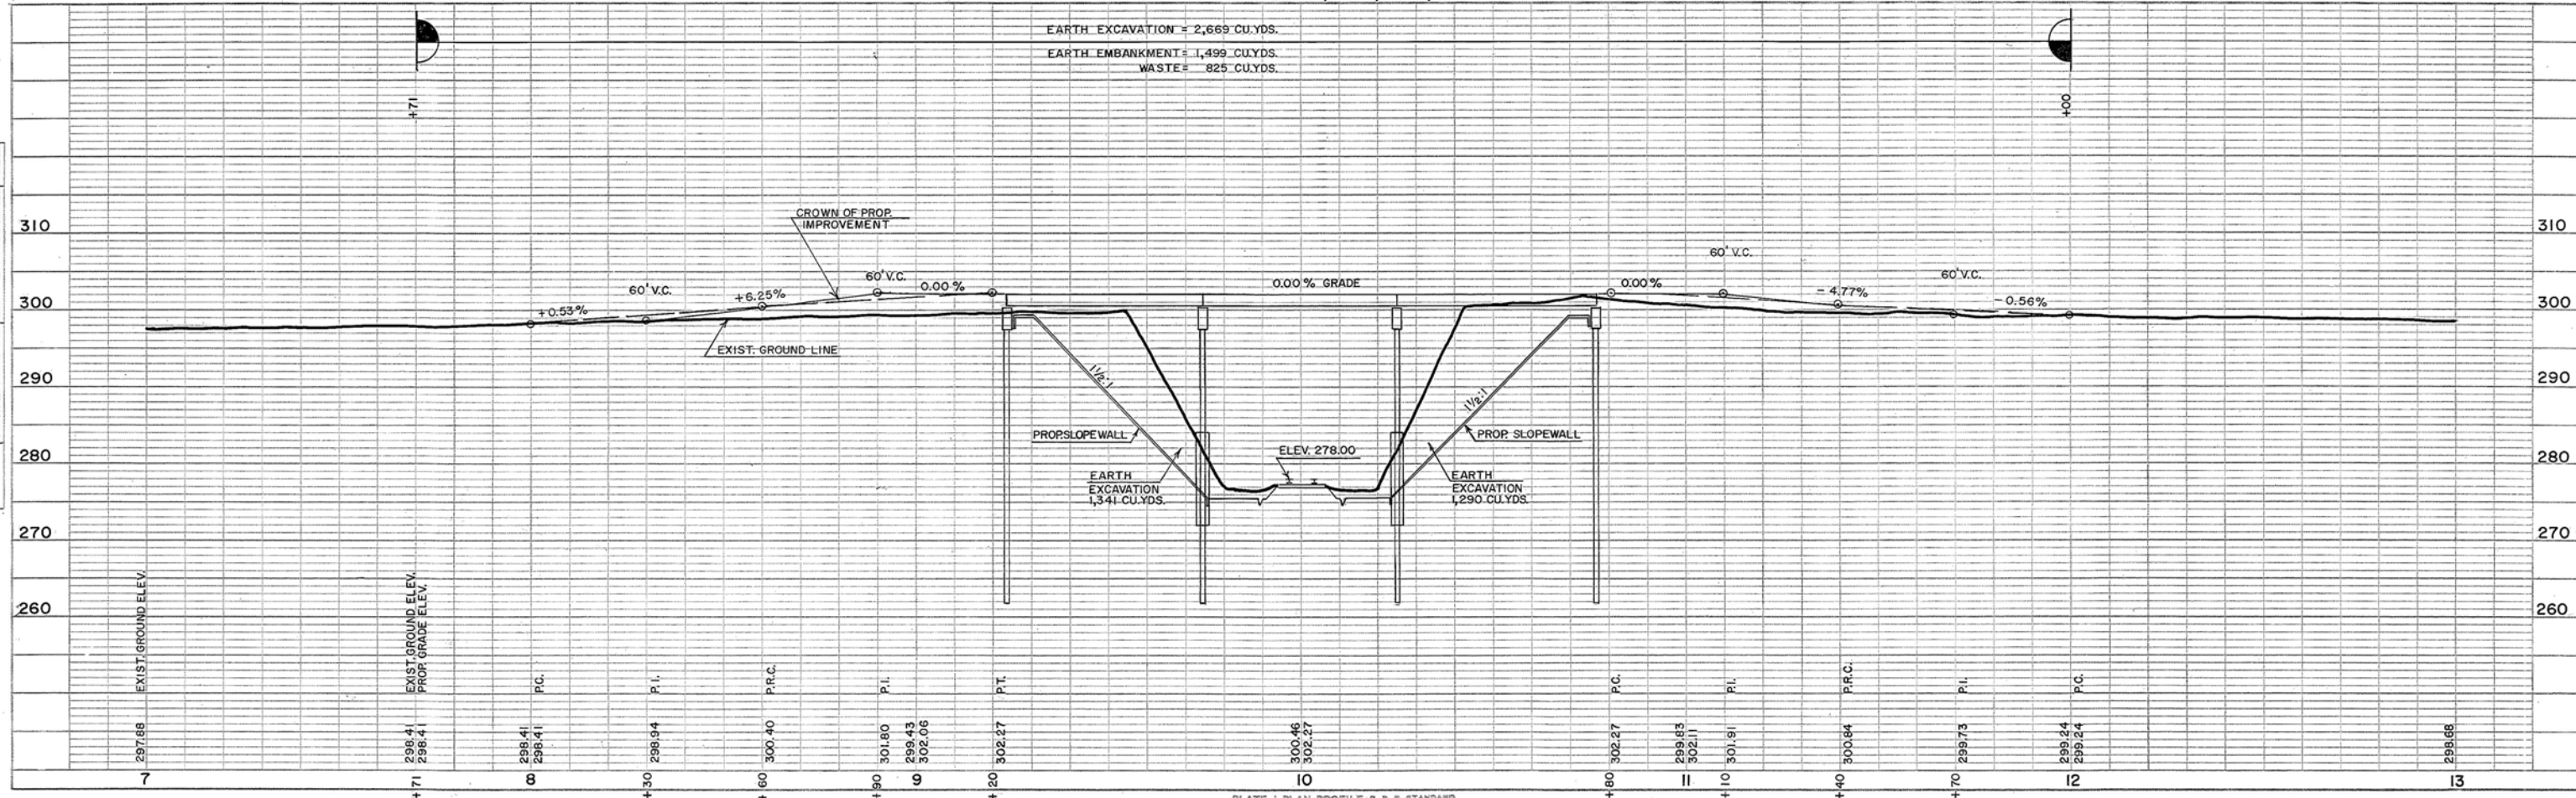 EARTH EXCAVATION = 2,669 CU.YDS.
EARTH EMBANKMENT = 1,499 CU.YDS.
WASTE = 825 CU.YDS.
+71
+00
310
310
CROWN OF PROP.
IMPROVEMENT
60' V.C.
60' V.C.
60' V.C.
60' V.C.
+0.53%
+6.25%
0.00%
0.00% GRADE
0.00%
- 4.77%
- 0.56%
300
300
EXIST. GROUND LINE
290
290
1½:1
1½:1
PROP. SLOPEWALL
PROP. SLOPEWALL
ELEV. 278.00
280
280
EARTH
EXCAVATION
1,341 CU.YDS.
EARTH
EXCAVATION
1,290 CU.YDS.
270
270
260
260
EXIST. GROUND ELEV.
EXIST. GROUND ELEV.
PROP. GRADE ELEV.
P.C.
P.I.
P.R.C.
P.I.
P.T.
P.C.
P.I.
P.R.C.
P.I.
P.C.
297.88
298.41
298.41
298.41
298.41
298.94
300.40
301.80
299.43
302.06
302.27
300.46
302.27
302.27
299.83
302.11
301.91
300.84
299.73
299.24
299.24
298.68
7
+71
8
+30
+60
+90
9
+20
10
+80
11
+10
+40
+70
12
13